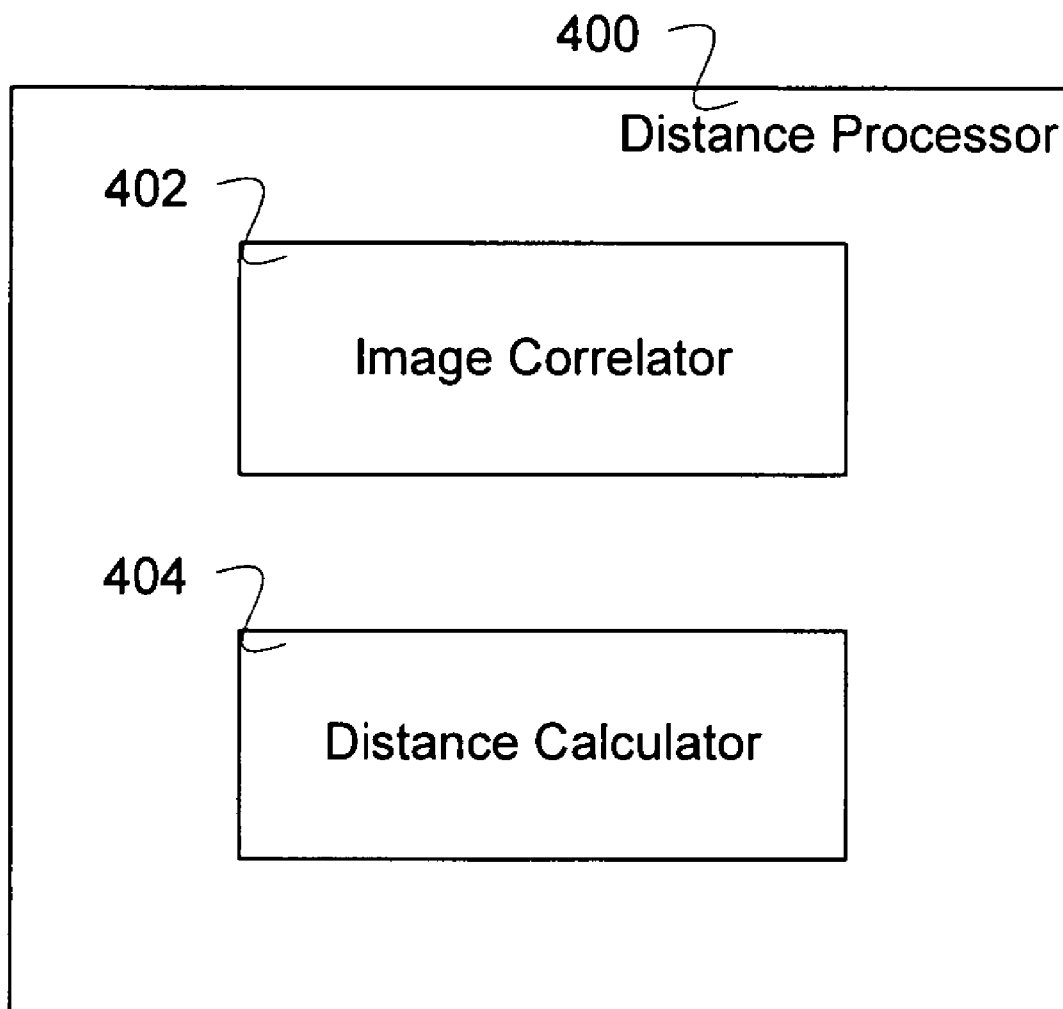 400
Distance Processor
402
Image Correlator
404
Distance Calculator